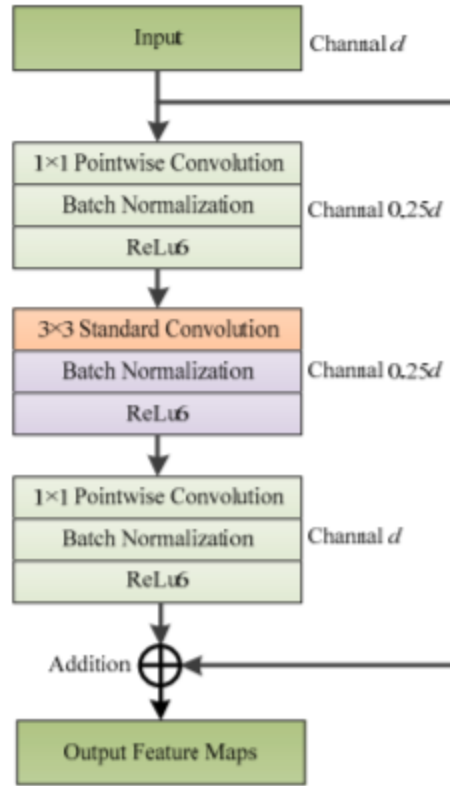 Input
Channal d
1×1 Pointwise Convolution
Batch Normalization
Channal 0.25d
ReLu6
3×3 Standard Convolution
Batch Normalization
Channal 0.25d
ReLu6
1×1 Pointwise Convolution
Batch Normalization
Channal d
ReLu6
Addition
Output Feature Maps